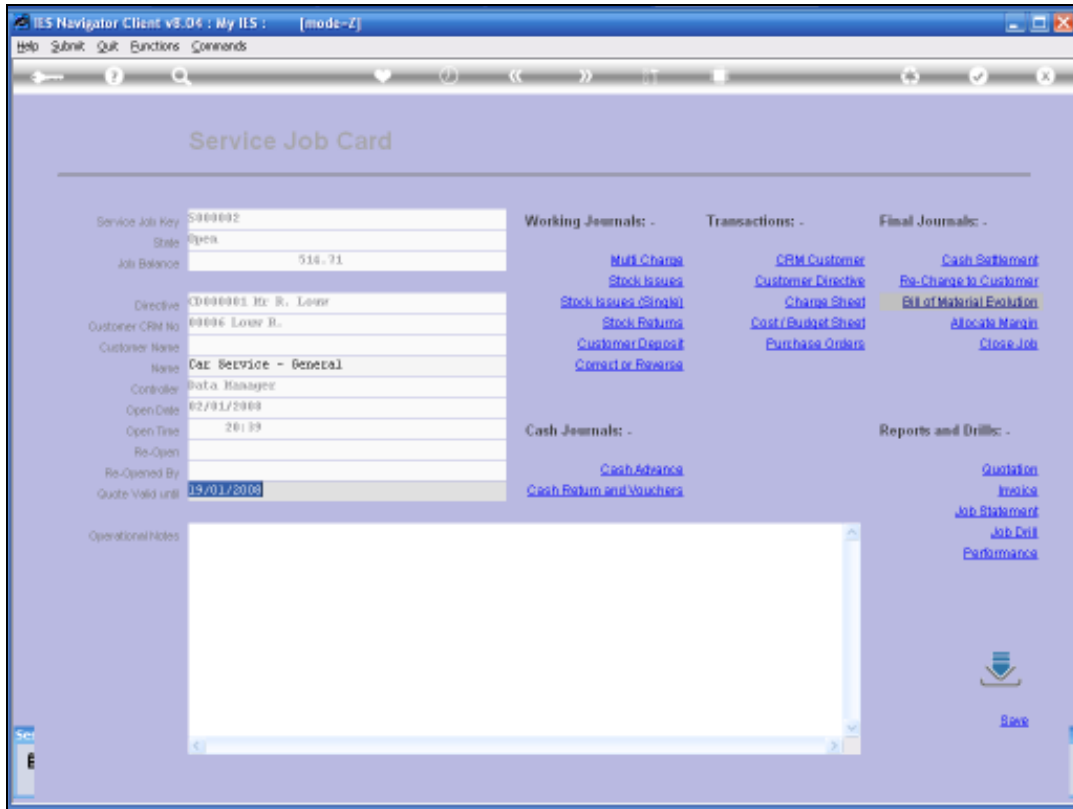 IES Navigator Client v8.04 : My IES : [mode=Z]
Help Submit Quit Functions Commands
Service Job Card
Service Job Key S000002
State Open
Job Balance 514.71
Directive CD000001 Mr R. Louw
Customer CRM No 00006 Louw R.
Customer Name
Name Car Service - General
Controller Data Manager
Open Date 02/01/2008
Open Time 20:39
Re-Open
Re-Opened By
Quote Valid until 19/01/2008
Operational Notes
Working Journals: -
Multi Charge
Stock Issues
Stock Issues (Single)
Stock Returns
Customer Deposit
Correct or Reverse
Transactions: -
CRM Customer
Customer Directive
Charge Sheet
Cost / Budget Sheet
Purchase Orders
Final Journals: -
Cash Settlement
Re-Charge to Customer
Bill of Material Evolution
Allocate Margin
Close Job
Cash Journals: -
Cash Advance
Cash Return and Vouchers
Reports and Drills: -
Quotation
Invoice
Job Statement
Job Drill
Performance
Save